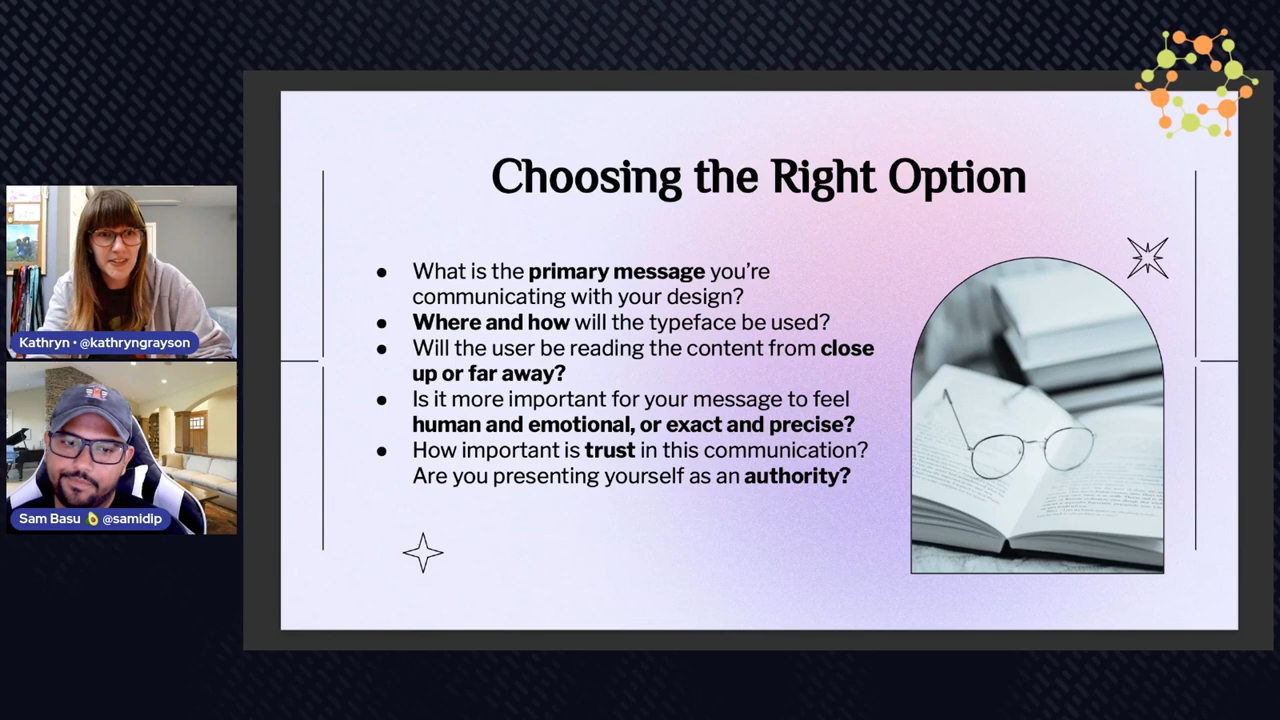 Choosing the Right Option
● What is the primary message you’re
communicating with your design?
● Where and how will the typeface be used?
● Will the user be reading the content from close
up or far away?
● Is it more important for your message to feel
human and emotional, or exact and precise?
● How important is trust in this communication?
Are you presenting yourself as an authority?
Kathryn • @kathryngrayson
Sam Basu 🥑 @samidip